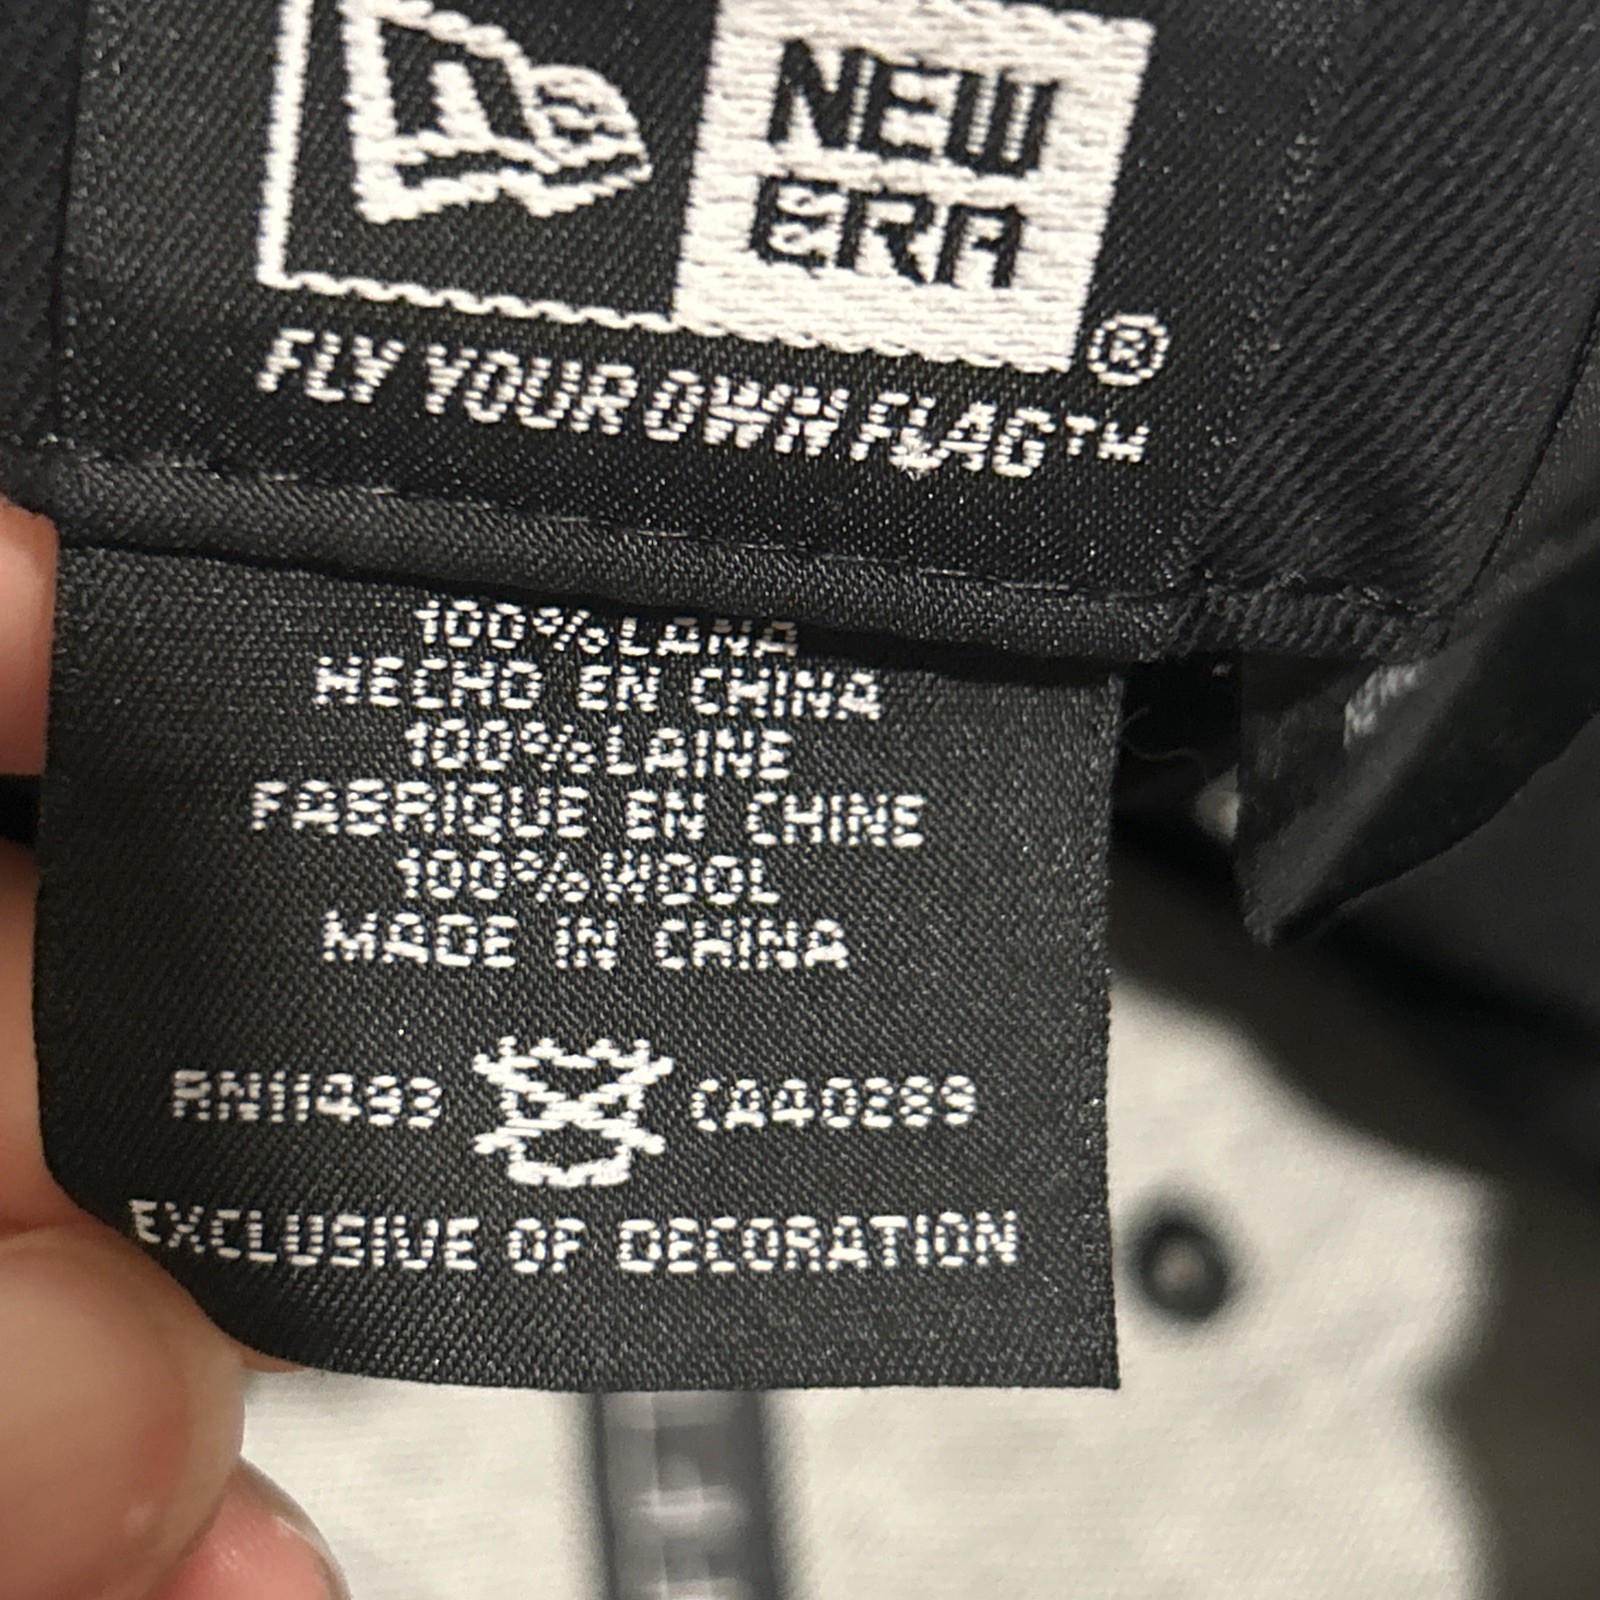 NE
NEW
ERA
®
FLY YOUR OWN FLAG™
100%LANA
HECHO EN CHINA
100%LAINE
FABRIQUE EN CHINE
100%WOOL
MADE IN CHINA
RN11493 CA40289
EXCLUSIVE OF DECORATION